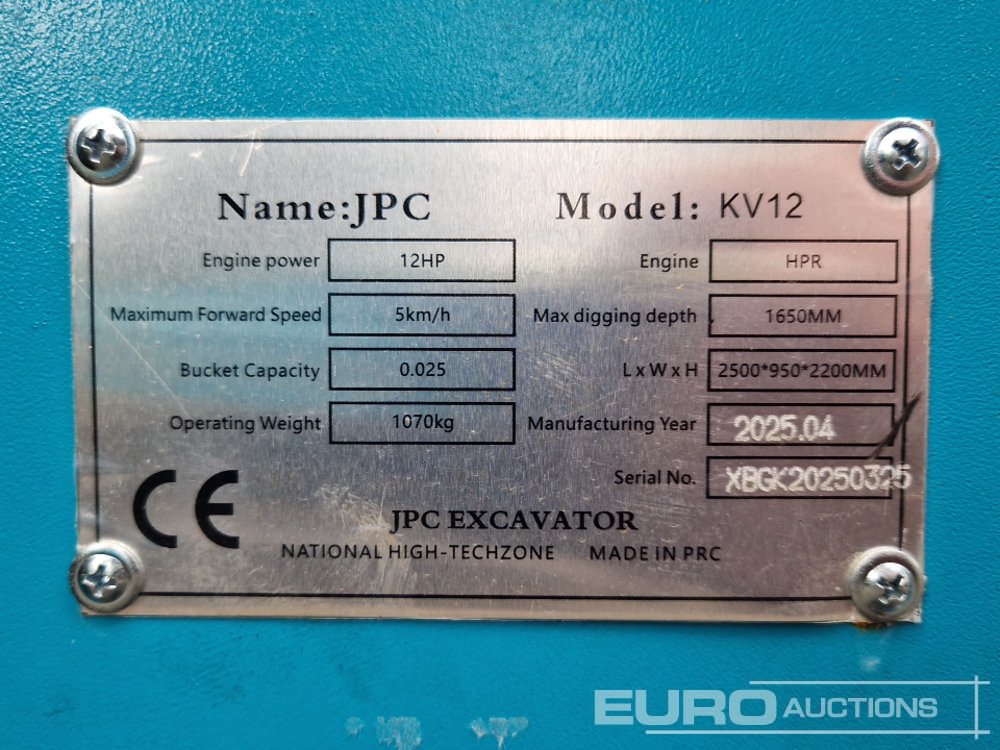 Name:JPC Model: KV12
Engine power 12HP Engine HPR
Maximum Forward Speed 5km/h Max digging depth 1650MM
Bucket Capacity 0.025 L x W x H 2500*950*2200MM
Operating Weight 1070kg Manufacturing Year 2025.04
Serial No. XBGK20250325
CE
JPC EXCAVATOR
NATIONAL HIGH-TECHZONE MADE IN PRC
EURO AUCTIONS